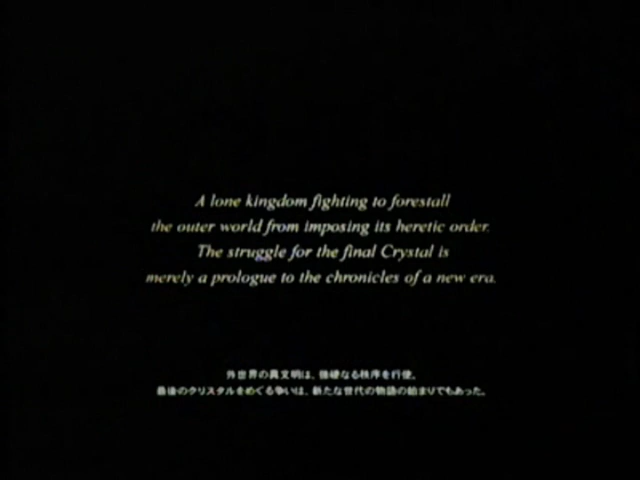 A lone kingdom fighting to forestall
the outer world from imposing its heretic order.
The struggle for the final Crystal is
merely a prologue to the chronicles of a new era.
外世界の異文明は、強硬なる秩序を行使。
最後のクリスタルをめぐる争いは、新たな世代の物語の始まりでもあった。